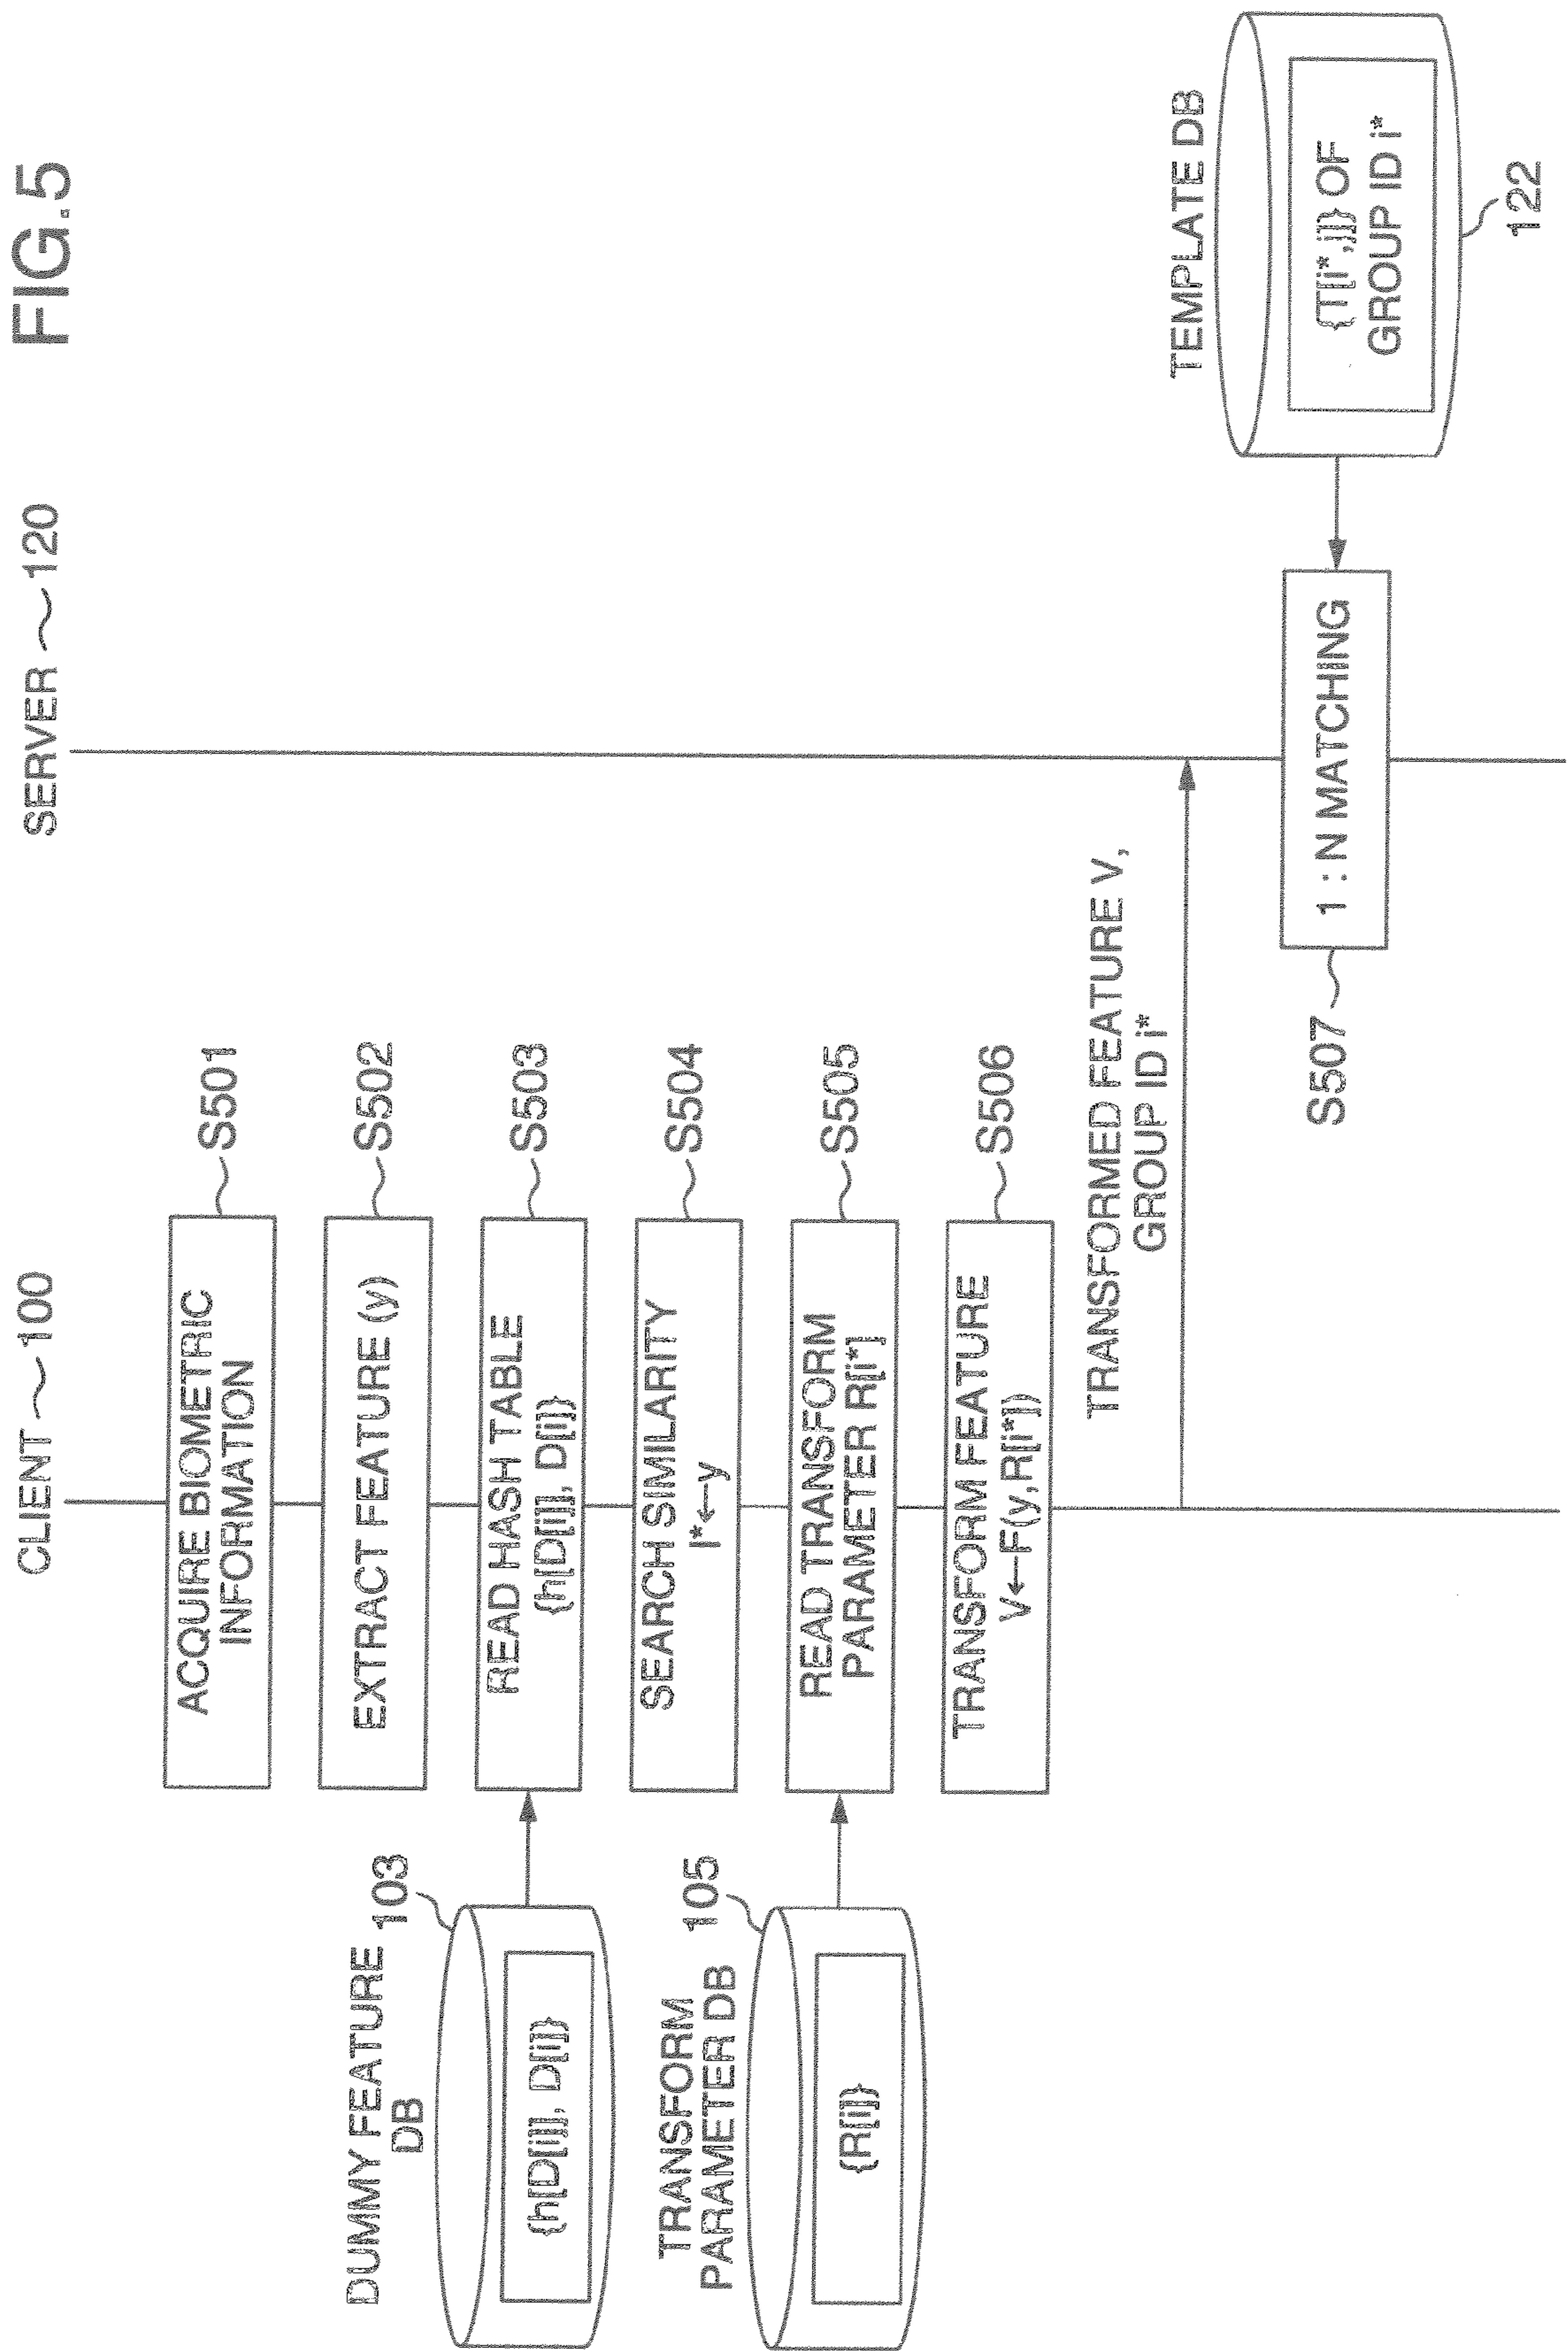 FIG.5
CLIENT 100
SERVER 120
ACQUIRE BIOMETRIC
INFORMATION
S501
EXTRACT FEATURE (y)
S502
DUMMY FEATURE
DB
103
{h[D[i]], D[i]}
READ HASH TABLE
{h[D[i]], D[i]}
S503
SEARCH SIMILARITY
I*←y
S504
TRANSFORM
PARAMETER DB
105
{R[i]}
READ TRANSFORM
PARAMETER R[i*]
S505
TRANSFORM FEATURE
V←F(y,R[i*])
S506
TRANSFORMED FEATURE V,
GROUP ID i*
S507
1 : N MATCHING
TEMPLATE DB
{T[i*,j]} OF
GROUP ID i*
122